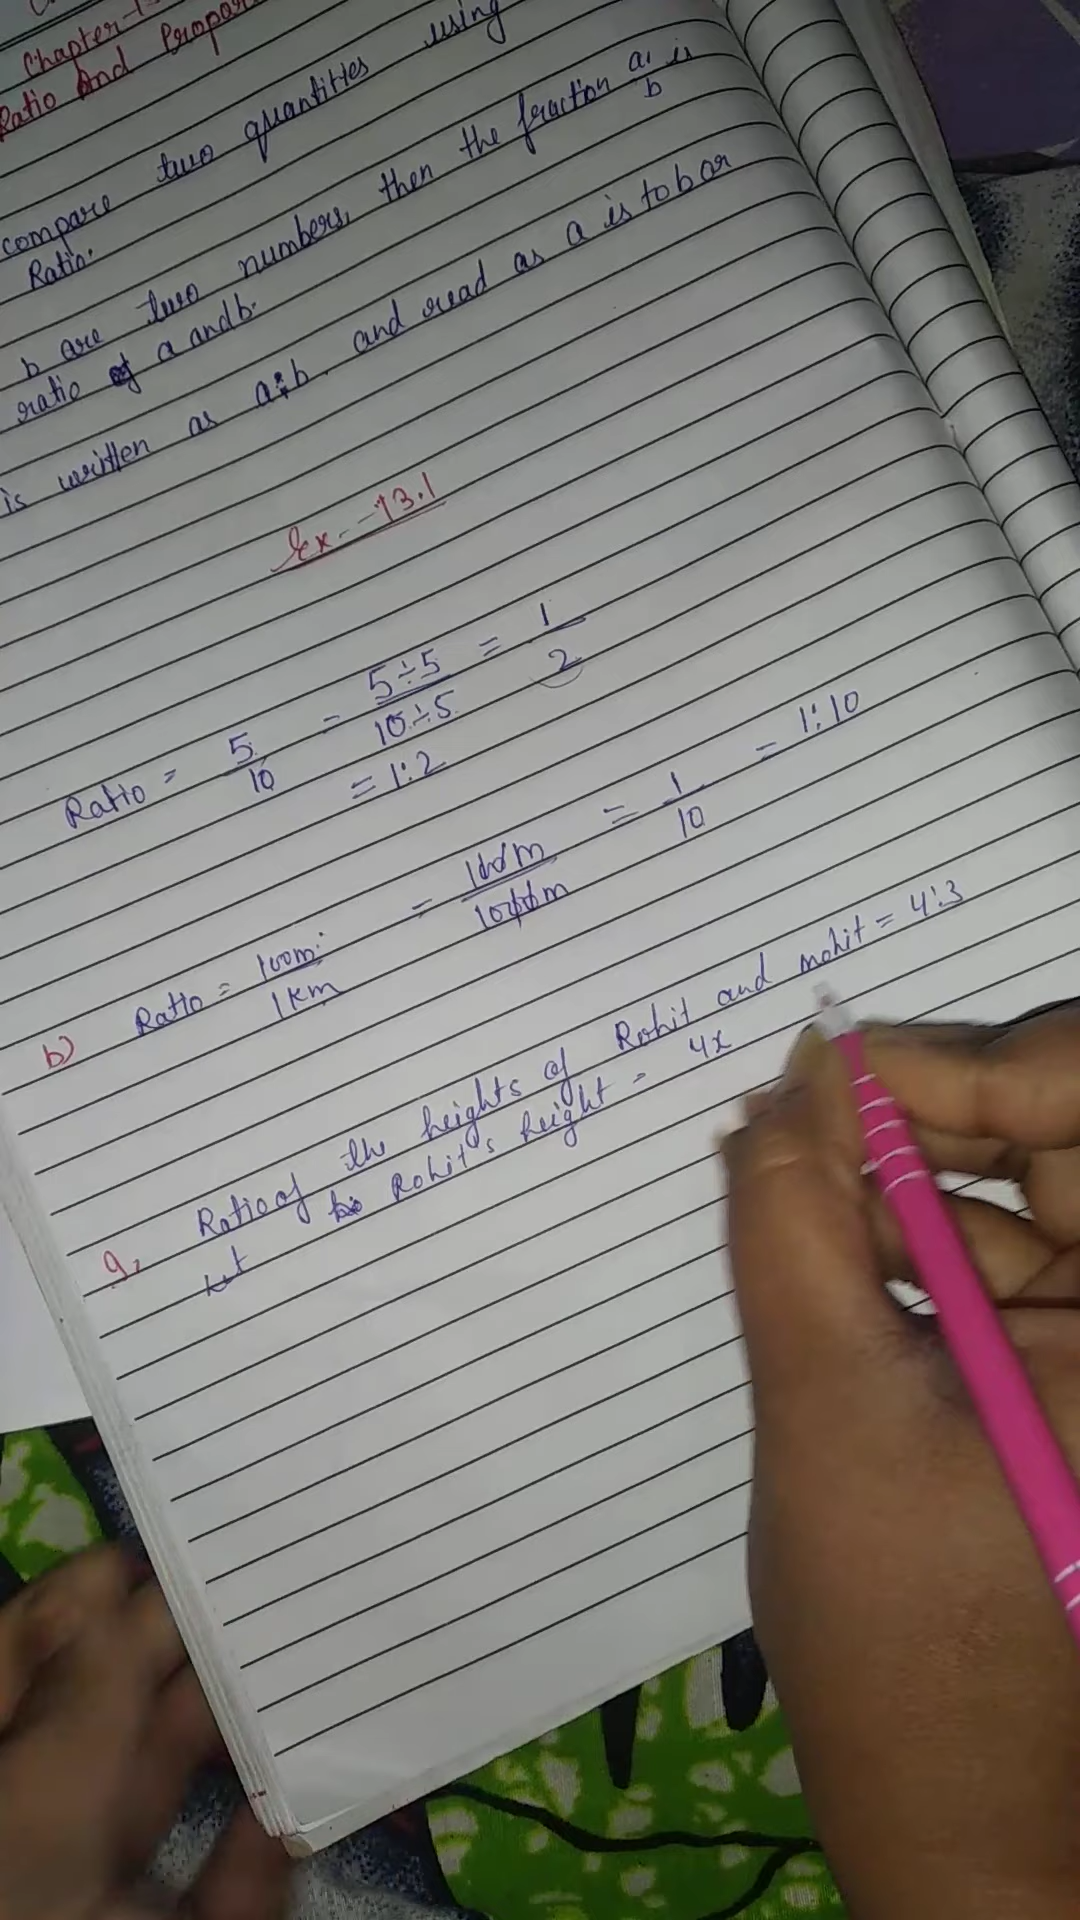 Chapter-1
Ratio and Propor
compare two quantities using
Ratio.
b are two numbers, then the fraction a/b is
ratio of a and b.
is written as a:b and read as a is to b or
Ex-13.1
Ratio = 5/10 = 5÷5/10÷5 = 1/2
= 1:2
b) Ratio = 100m/1km = 100m/1000m = 1/10 = 1:10
9. Ratio of the heights of Rohit and mohit = 4:3
let Rohit's height = 4x